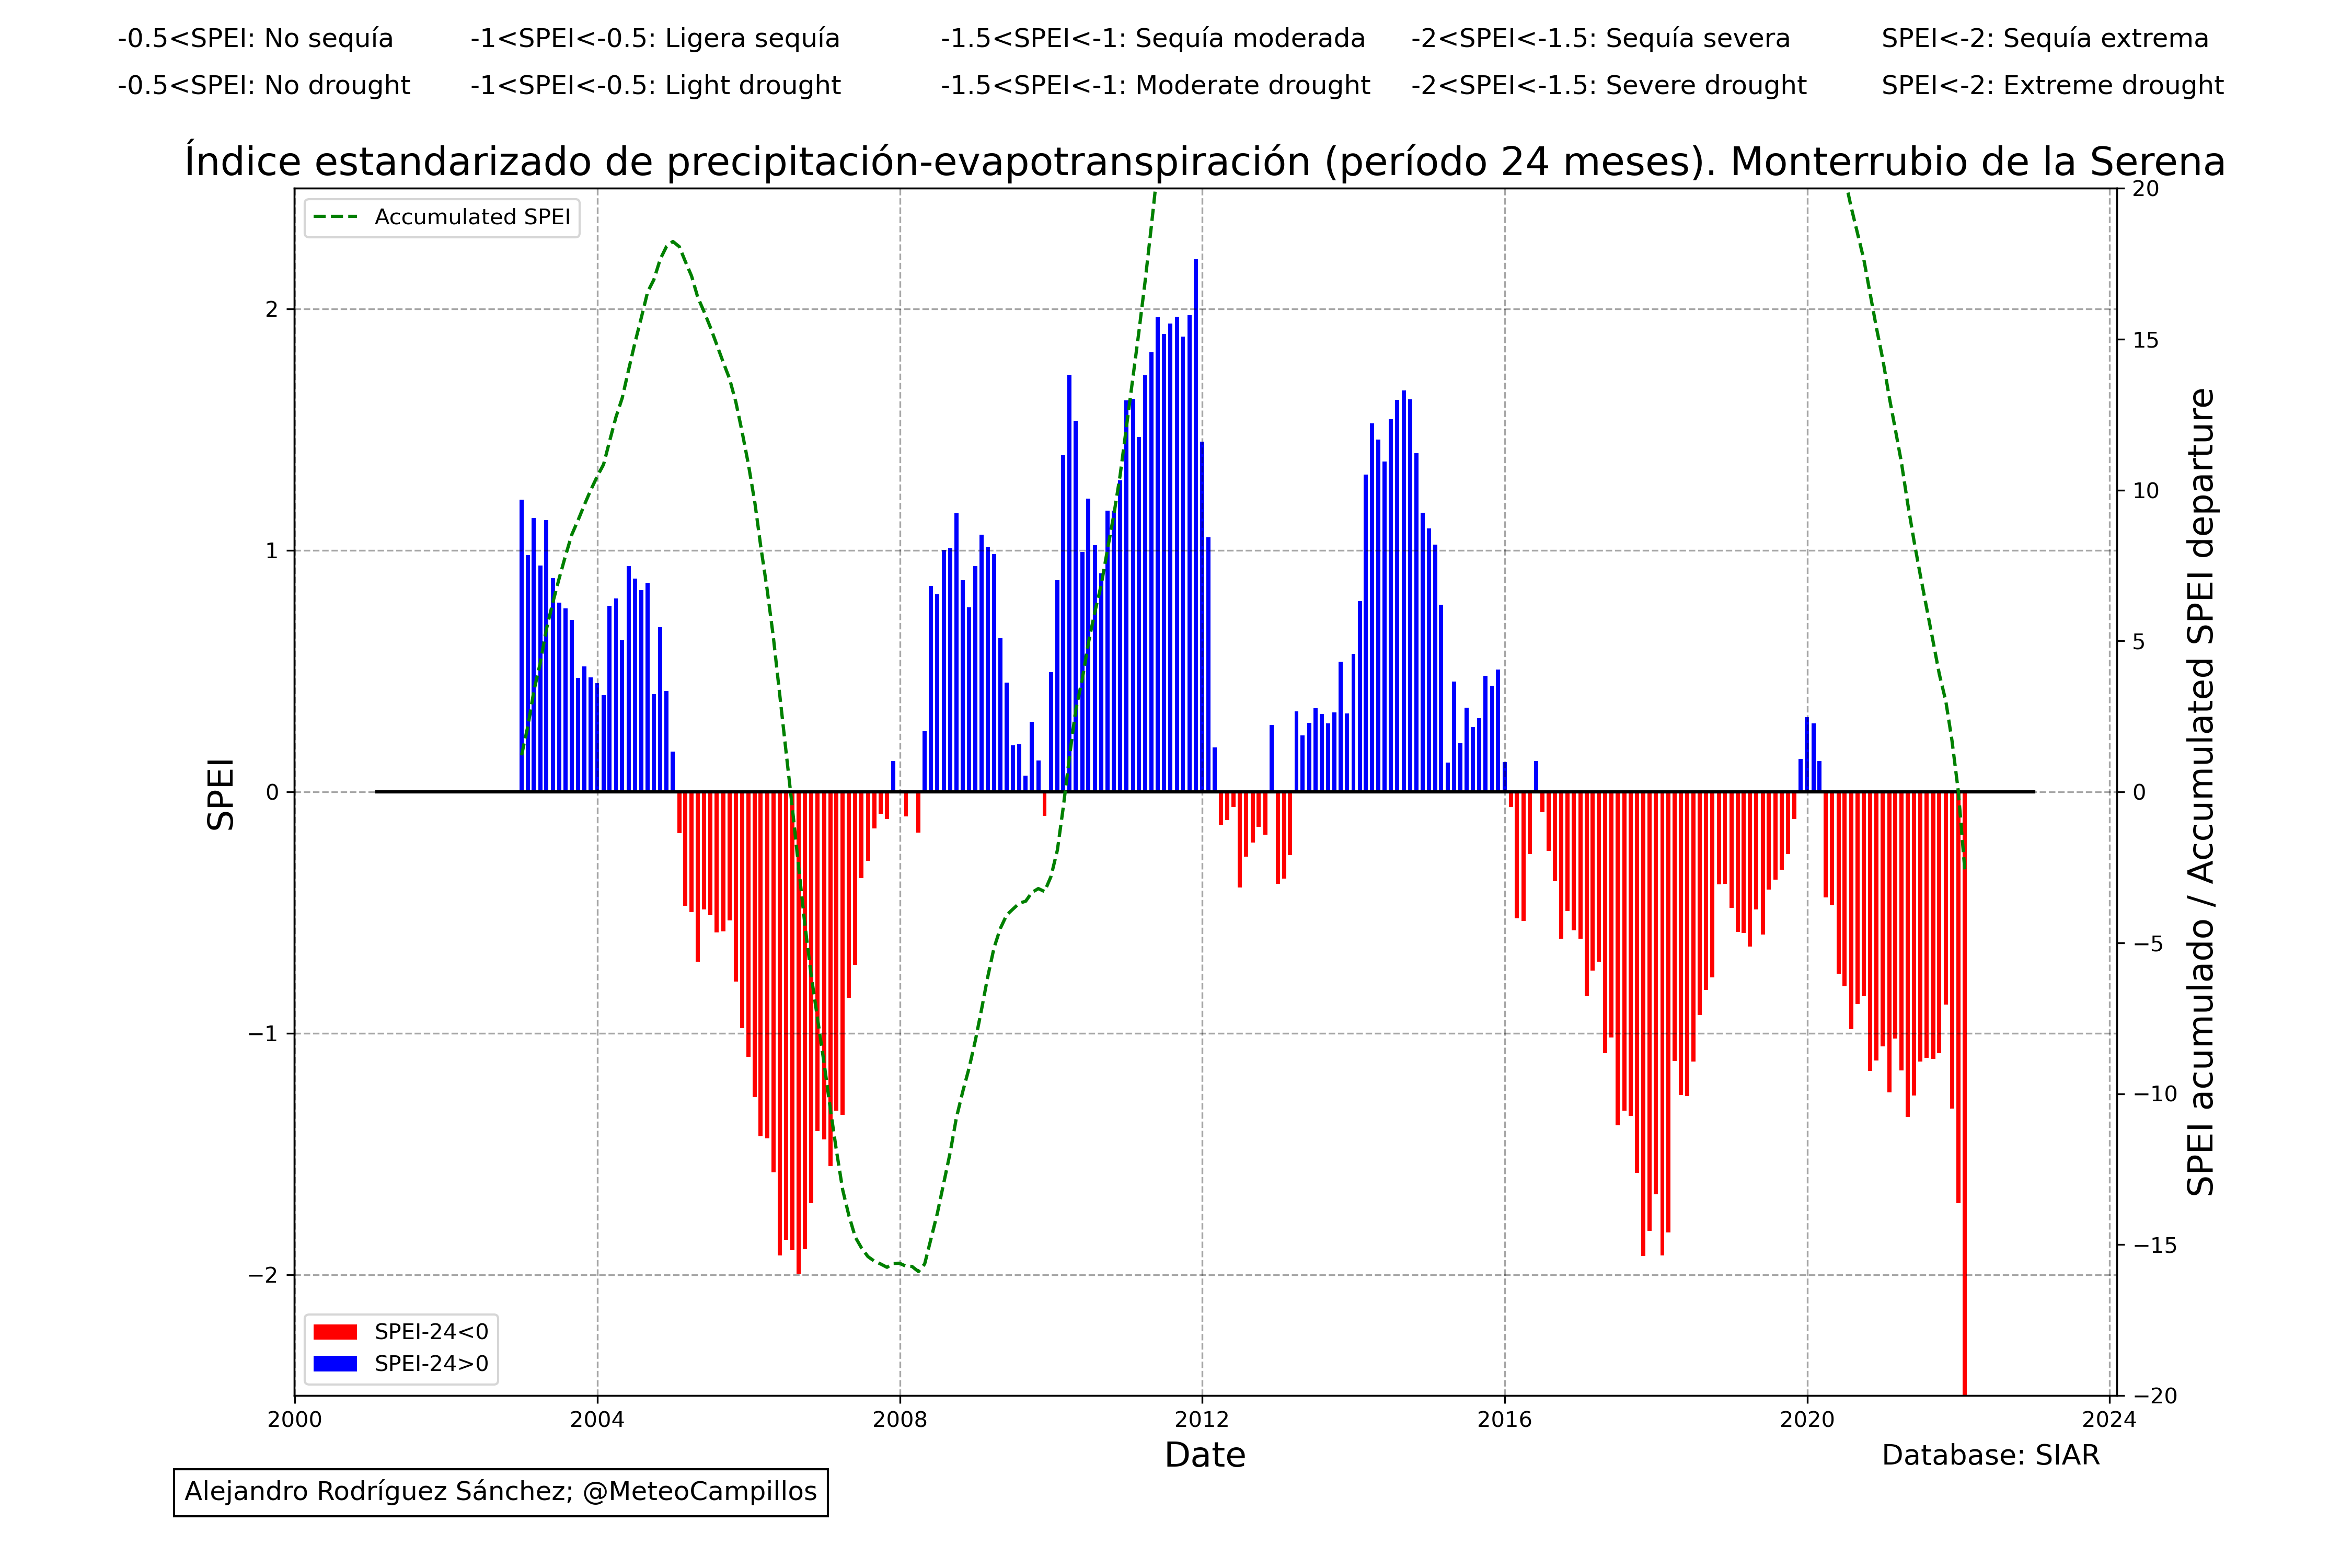 -0.5<SPEI: No sequía -1<SPEI<-0.5: Ligera sequía -1.5<SPEI<-1: Sequía moderada -2<SPEI<-1.5: Sequía severa SPEI<-2: Sequía extrema
-0.5<SPEI: No drought -1<SPEI<-0.5: Light drought -1.5<SPEI<-1: Moderate drought -2<SPEI<-1.5: Severe drought SPEI<-2: Extreme drought
Índice estandarizado de precipitación-evapotranspiración (período 24 meses). Monterrubio de la Serena
Accumulated SPEI
SPEI
2
1
0
−1
−2
20
15
10
5
0
−5
−10
−15
−20
SPEI acumulado / Accumulated SPEI departure
SPEI-24<0
SPEI-24>0
2000 2004 2008 2012 2016 2020 2024
Date
Database: SIAR
Alejandro Rodríguez Sánchez; @MeteoCampillos